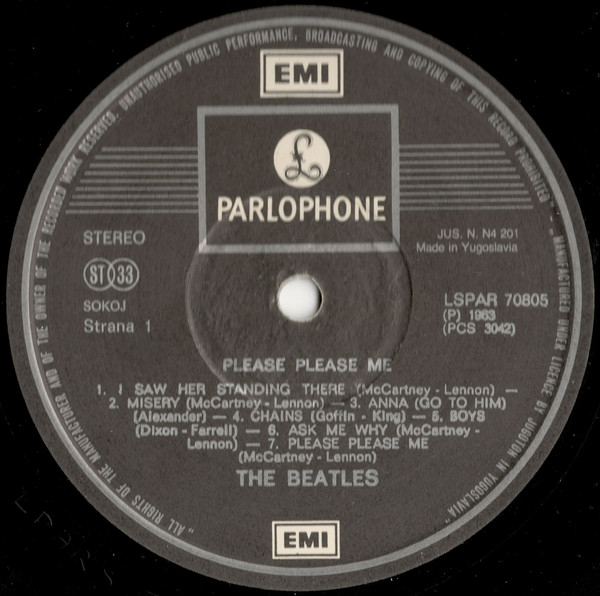 "ALL RIGHTS OF THE MANUFACTURER AND OF THE OWNER OF THE RECORDED WORK RESERVED. UNAUTHORISED PUBLIC PERFORMANCE, BROADCASTING AND COPYING OF THIS RECORD PROHIBITED"
"MANUFACTURED UNDER LICENCE BY JUGOTON IN YUGOSLAVIA"
EMI
£
PARLOPHONE
STEREO
ST 33
SOKOJ
Strana 1
JUS. N. N4 201
Made in Yugoslavia
LSPAR 70805
(P) 1963
(PCS 3042)
PLEASE PLEASE ME
1. I SAW HER STANDING THERE (McCartney - Lennon) —
2. MISERY (McCartney - Lennon) — 3. ANNA (GO TO HIM)
(Alexander) — 4. CHAINS (Goffin - King) — 5. BOYS
(Dixon - Farrell) — 6. ASK ME WHY (McCartney -
Lennon) — 7. PLEASE PLEASE ME
(McCartney - Lennon)
THE BEATLES
EMI